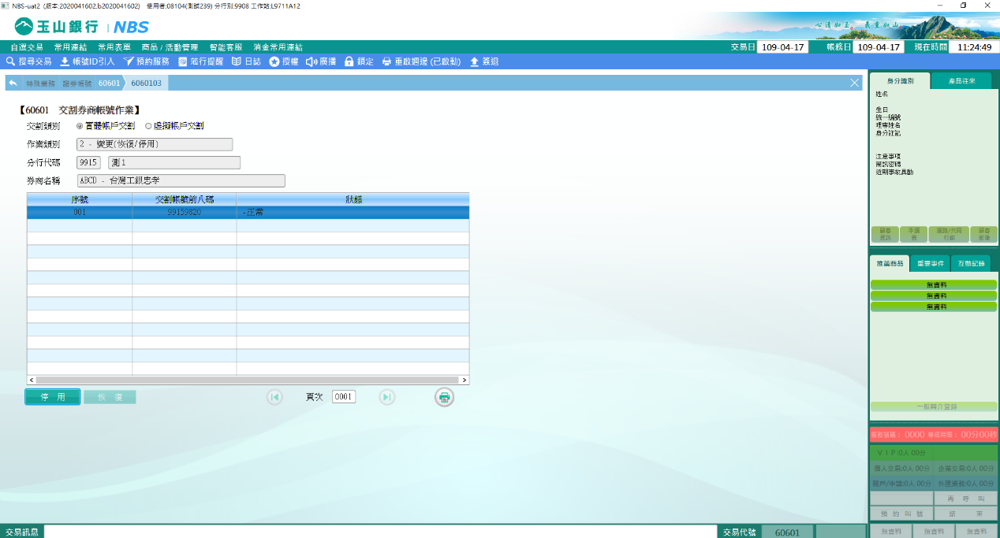 NBS-uat2 (版本:2020041602.b2020041602) 使用者:08104(測試239) 分行別:9908 工作站:L9711A12
玉山銀行 NBS
心清如玉，義重如山
自選交易 常用連結 常用表單 商品 / 活動管理 智能客服 消金常用連結 交易日 109-04-17 帳務日 109-04-17 現在時間 11:24:49
搜尋交易 帳號ID引入 預約服務 蒞行提醒 日誌 授權 廣播 鎖定 重啟週邊 (已啟動) 簽退
特殊業務 證券帳號 60601 6060103
【60601 交割券商帳號作業】
交割類別 實體帳戶交割 虛擬帳戶交割
作業類別 2 - 變更(恢復/停用)
分行代碼 9915 測1
券商名稱 ABCD - 台灣工銀忠孝
序號 交割帳號前八碼 狀態
001 99159820 -正常
停 用 恢 復 頁次 0001
身分識別 產品往來
姓名
生日
統一編號
理專姓名
身分註記
注意事項
簡訊密碼
近期事故異動
顧客資訊 手續費 通路/共同行銷 顧客影像
推薦商品 重要事件 互動記錄
無資料
無資料
無資料
一般轉介登錄
服務號碼： 0000 等候時間： 00分00秒
ＶＩＰ:0人 00分
個人交易:0人 00分 企業交易:0人 00分
開戶/申請:0人 00分 外匯業務:0人 00分
再 呼 叫
預 約 叫 號 結 束
無資料 無資料 無資料
交易訊息 交易代號 60601